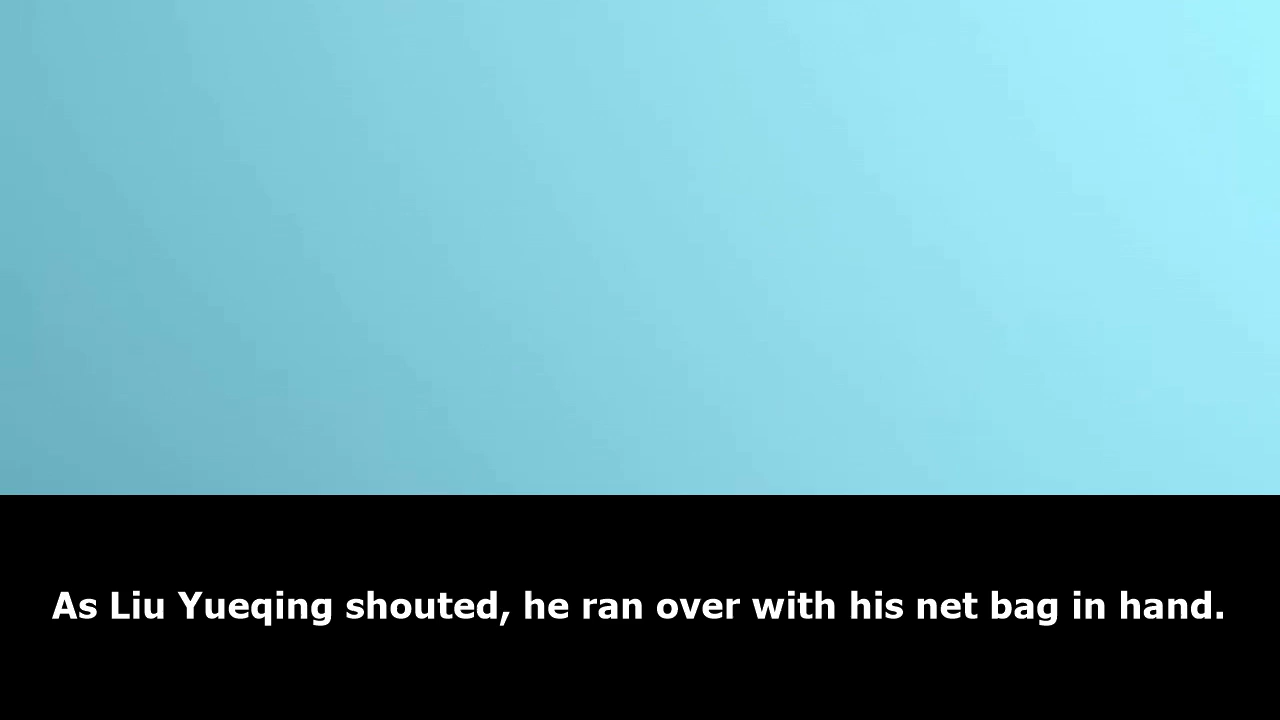 As Liu Yueqing shouted, he ran over with his net bag in hand.